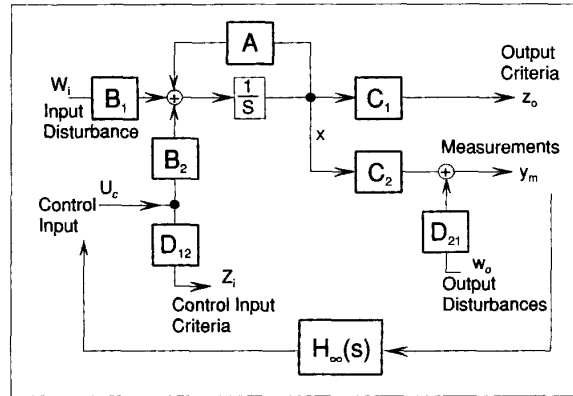 A
Output
Criteria
W_i
B_1
1
S
C_1
z_o
Input
Disturbance
x
B_2
Measurements
C_2
y_m
U_c
Control
Input
D_12
D_21
Z_i
w_o
Control Input
Criteria
Output
Disturbances
H_∞(s)